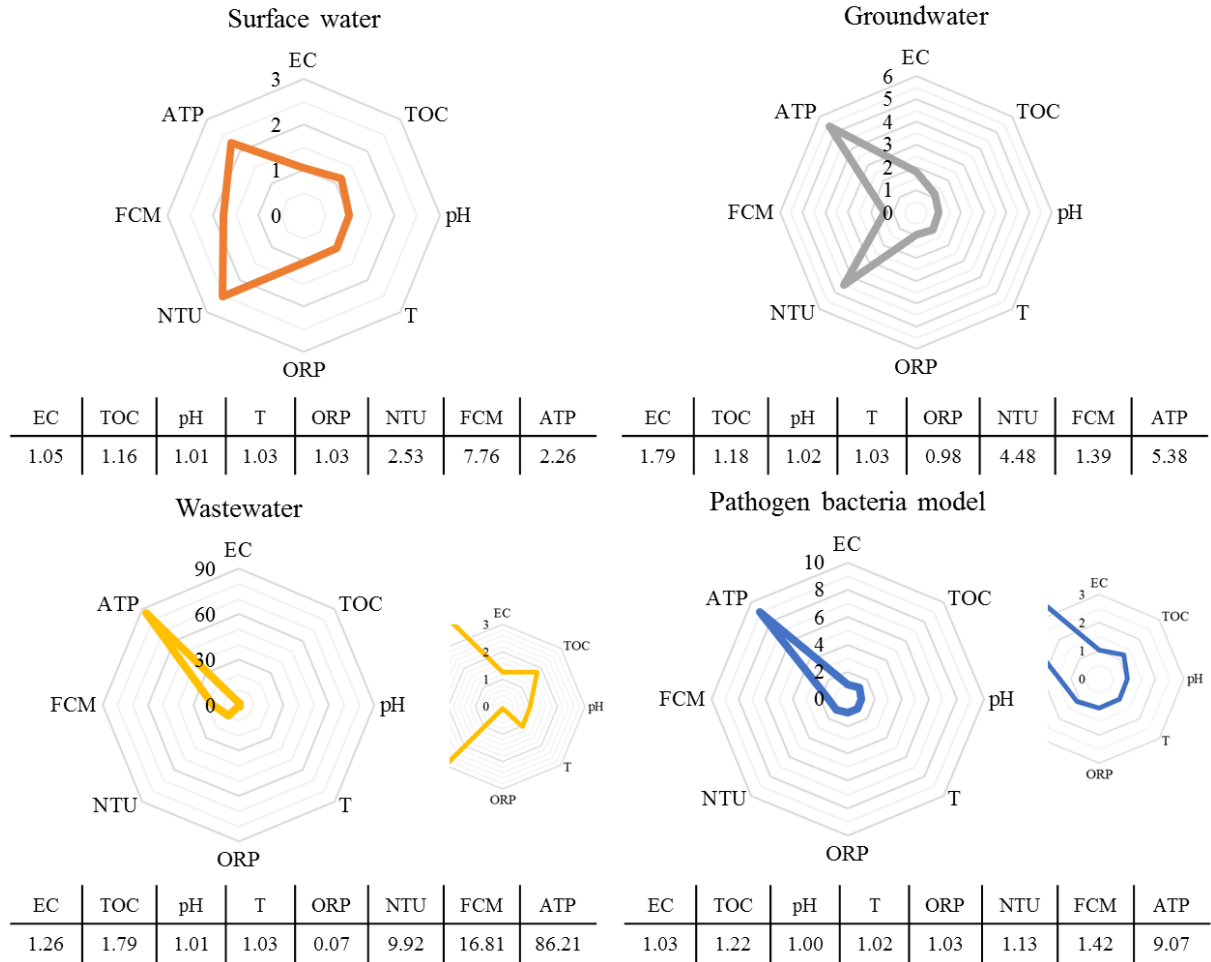 Surface water
EC
3
ATP
TOC
2
1
FCM
0
pH
NTU
T
ORP
EC TOC pH T ORP NTU FCM ATP
1.05 1.16 1.01 1.03 1.03 2.53 7.76 2.26
Groundwater
EC
6
5
ATP
TOC
4
3
2
1
FCM
0
pH
NTU
T
ORP
EC TOC pH T ORP NTU FCM ATP
1.79 1.18 1.02 1.03 0.98 4.48 1.39 5.38
Wastewater
EC
90
ATP
TOC
60
30
FCM
0
pH
NTU
T
ORP
EC
3
TOC
2
1
0
pH
T
ORP
EC TOC pH T ORP NTU FCM ATP
1.26 1.79 1.01 1.03 0.07 9.92 16.81 86.21
Pathogen bacteria model
EC
10
8
ATP
TOC
6
4
2
FCM
0
pH
NTU
T
ORP
EC
3
TOC
2
1
0
pH
T
ORP
EC TOC pH T ORP NTU FCM ATP
1.03 1.22 1.00 1.02 1.03 1.13 1.42 9.07